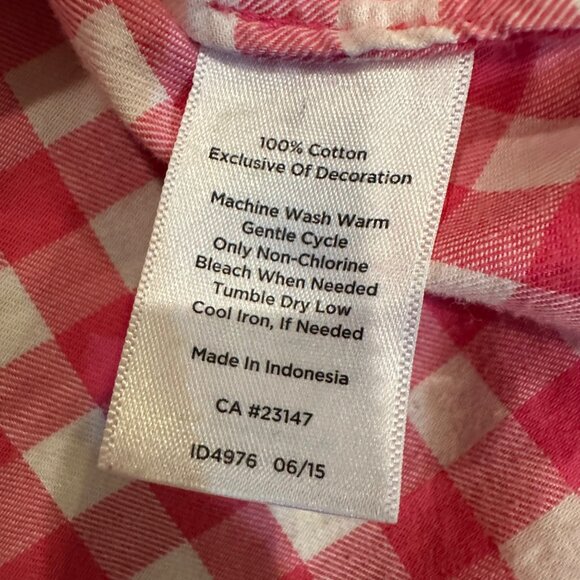 100% Cotton
Exclusive Of Decoration
Machine Wash Warm
Gentle Cycle
Only Non-Chlorine
Bleach When Needed
Tumble Dry Low
Cool Iron, If Needed
Made In Indonesia
CA #23147
ID4976 06/15